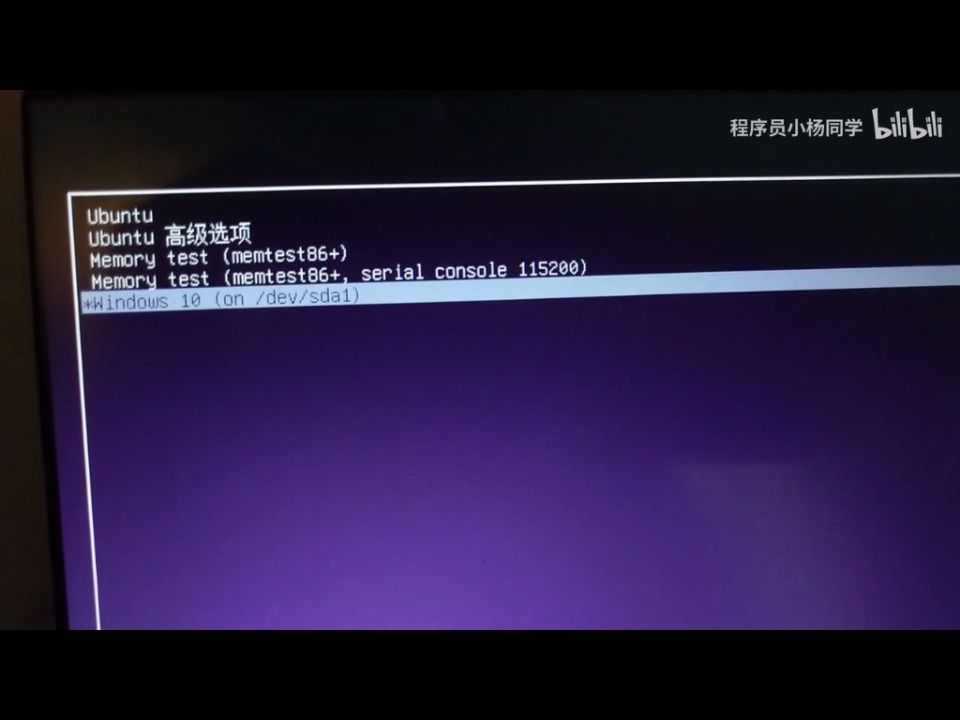 程序员小杨同学 bilibili
Ubuntu
Ubuntu 高级选项
Memory test (memtest86+)
Memory test (memtest86+, serial console 115200)
*Windows 10 (on /dev/sda1)